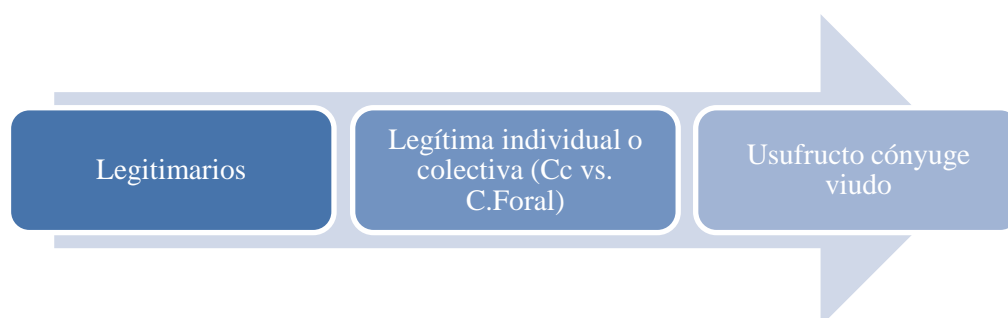 Legitimarios
Legítima individual o
colectiva (Cc vs.
C.Foral)
Usufructo cónyuge
viudo